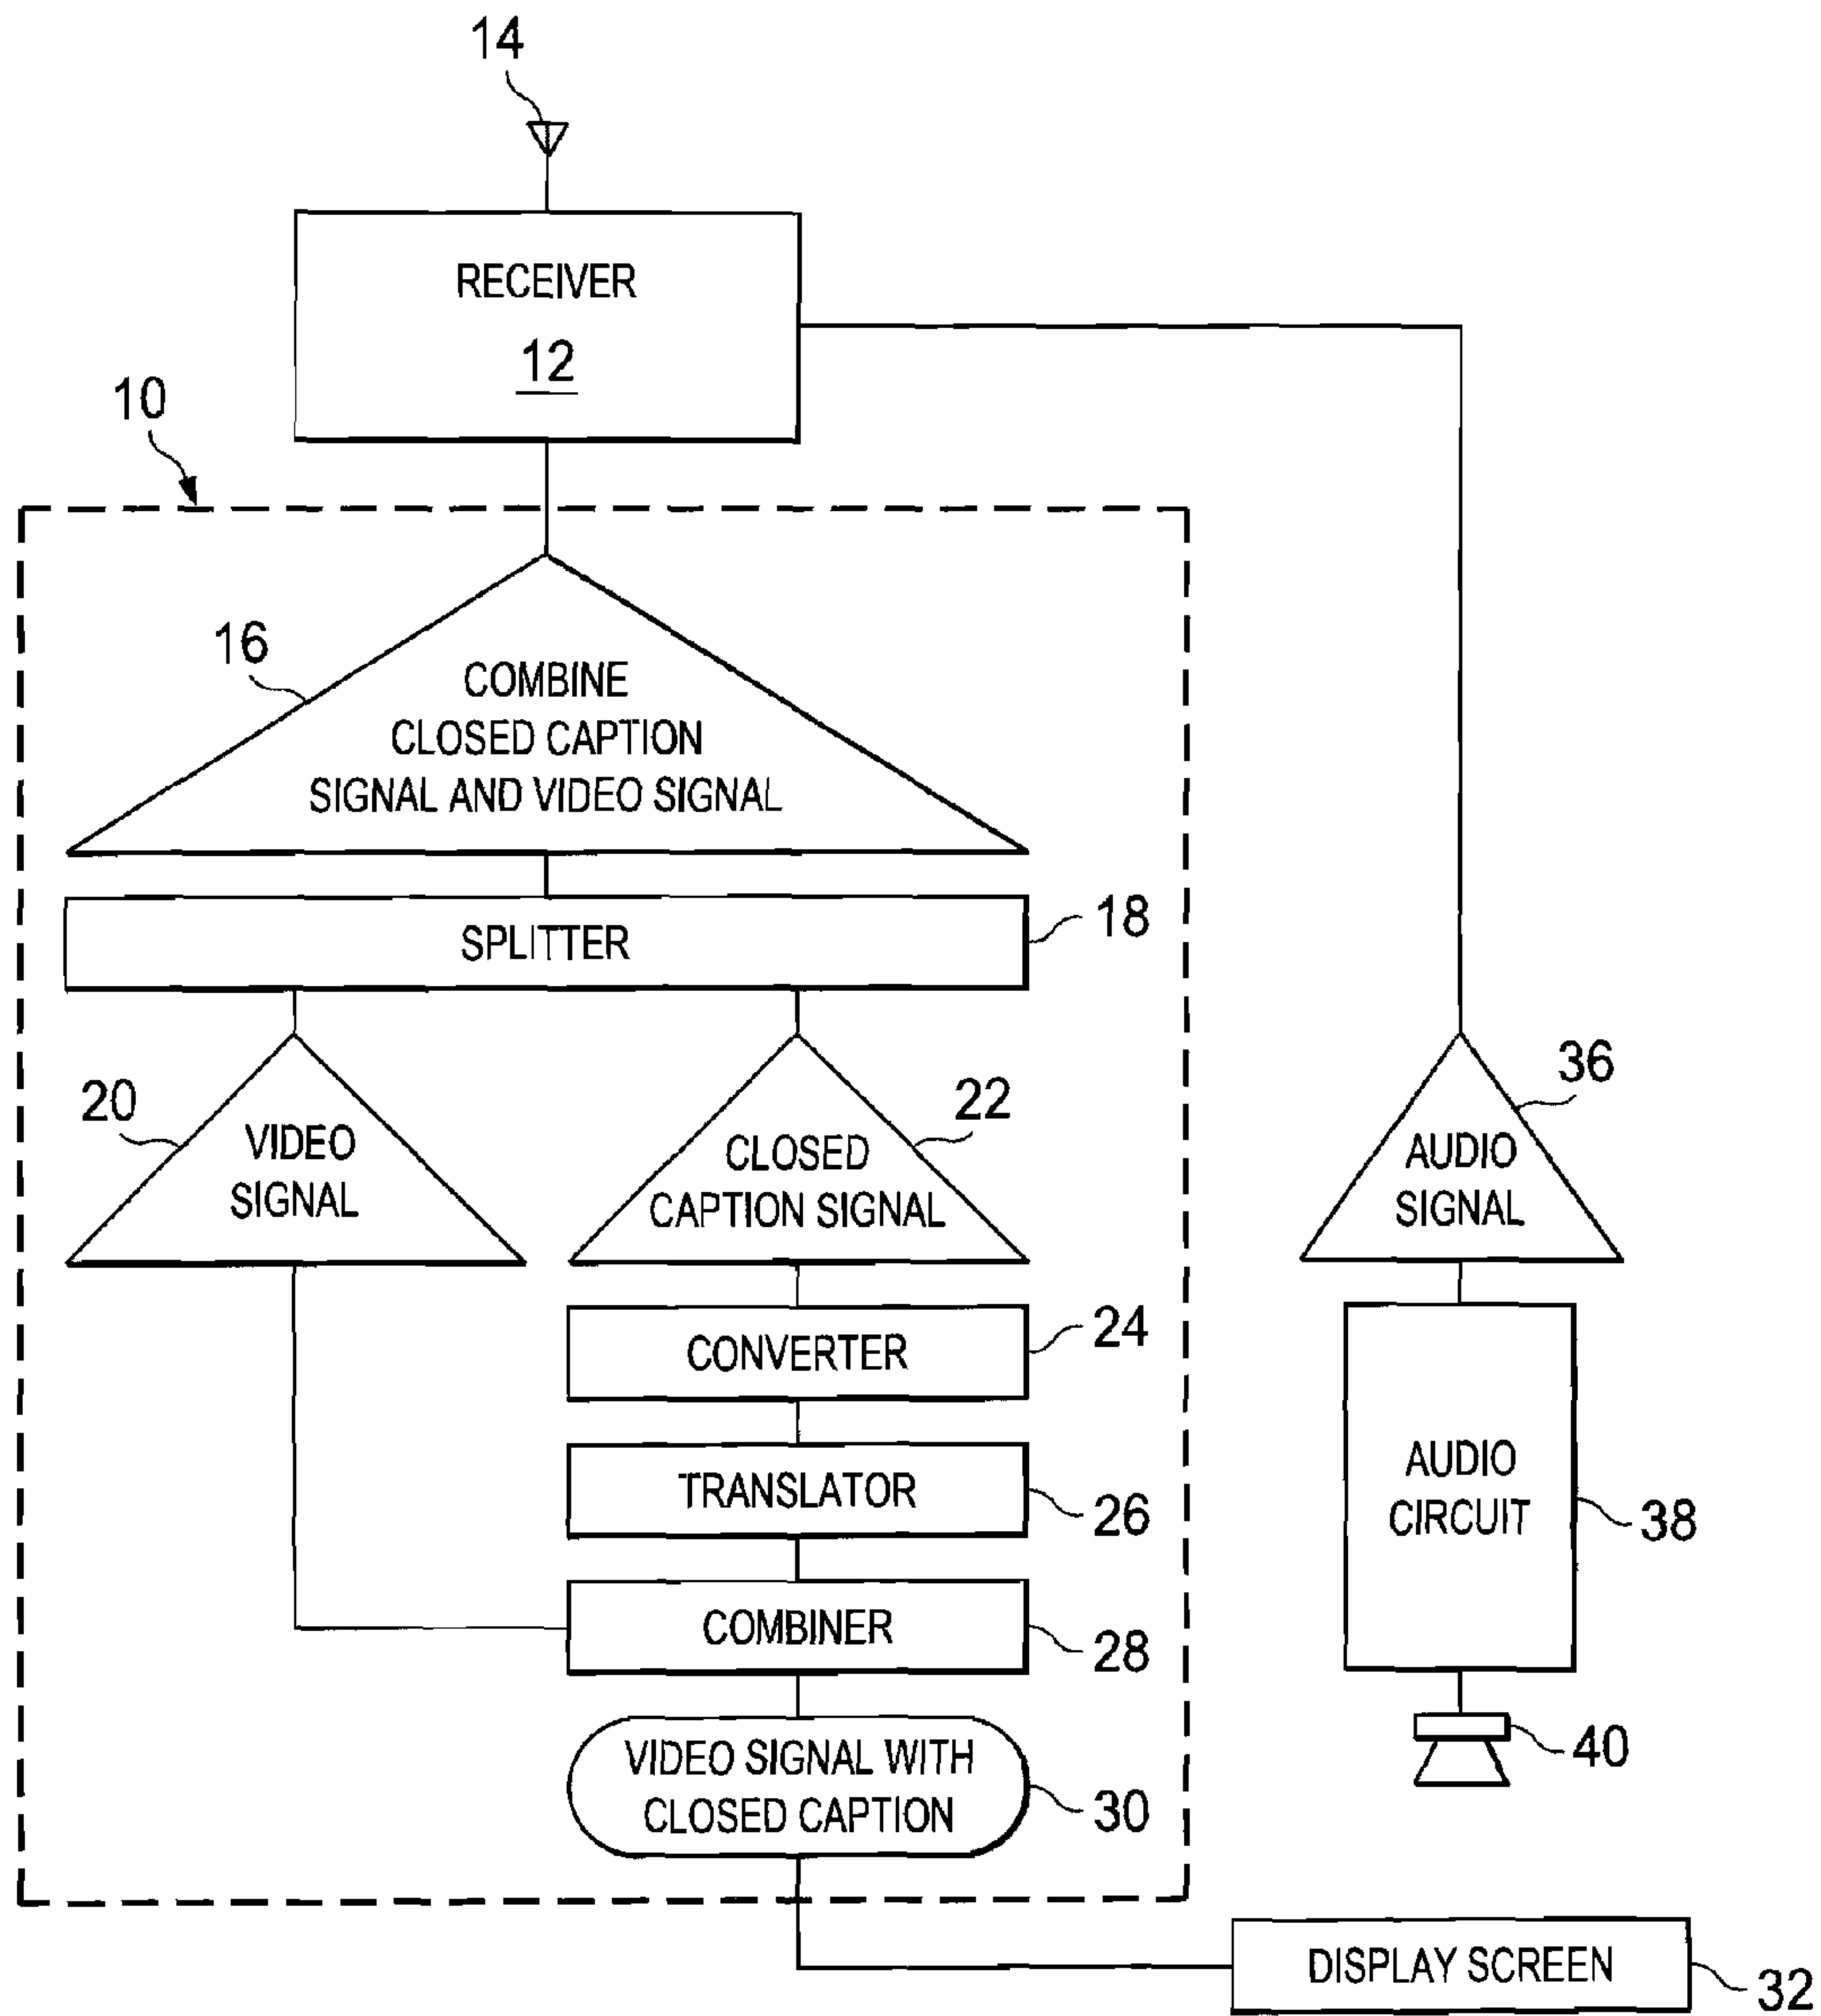 14
RECEIVER
12
10
16
COMBINE
CLOSED CAPTION
SIGNAL AND VIDEO SIGNAL
SPLITTER
18
20
VIDEO
SIGNAL
22
CLOSED
CAPTION SIGNAL
36
AUDIO
SIGNAL
CONVERTER
24
TRANSLATOR
26
AUDIO
CIRCUIT
38
COMBINER
28
VIDEO SIGNAL WITH
CLOSED CAPTION
30
40
DISPLAY SCREEN
32